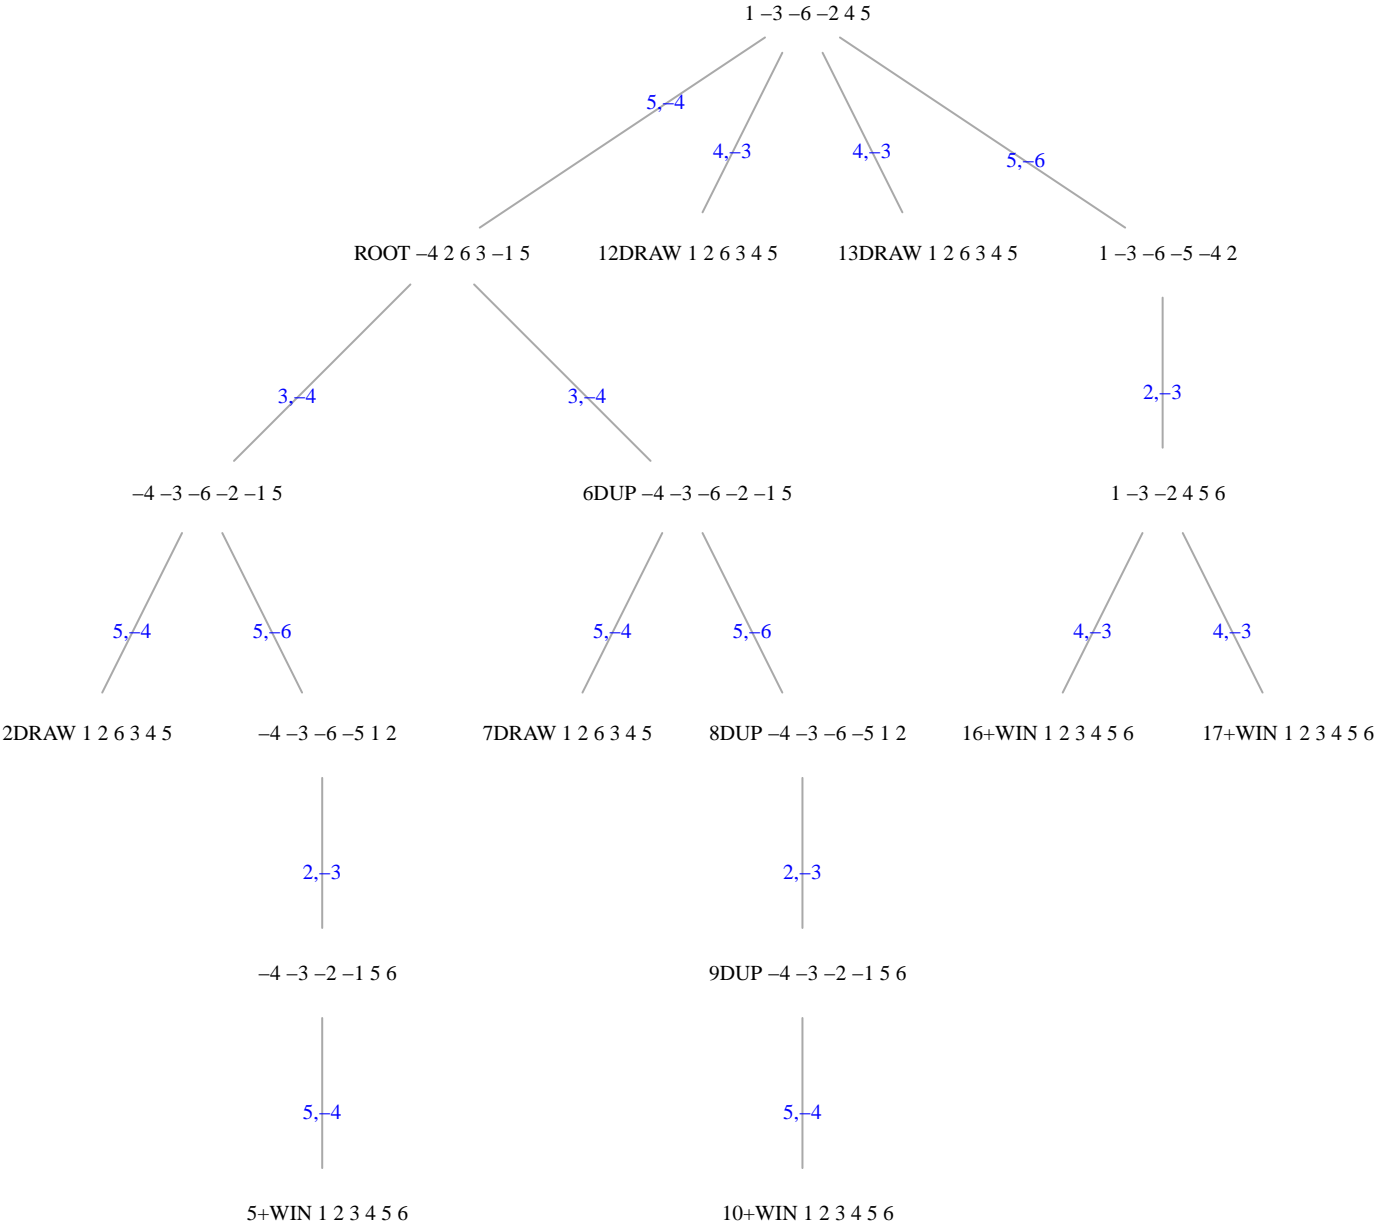 1 –3 –6 –2 4 5
5,–4
4,–3
4,–3
5,–6
ROOT –4 2 6 3 –1 5
12DRAW 1 2 6 3 4 5
13DRAW 1 2 6 3 4 5
1 –3 –6 –5 –4 2
3,–4
3,–4
2,–3
–4 –3 –6 –2 –1 5
6DUP –4 –3 –6 –2 –1 5
1 –3 –2 4 5 6
5,–4
5,–6
5,–4
5,–6
4,–3
4,–3
2DRAW 1 2 6 3 4 5
–4 –3 –6 –5 1 2
7DRAW 1 2 6 3 4 5
8DUP –4 –3 –6 –5 1 2
16+WIN 1 2 3 4 5 6
17+WIN 1 2 3 4 5 6
2,–3
2,–3
–4 –3 –2 –1 5 6
9DUP –4 –3 –2 –1 5 6
5,–4
5,–4
5+WIN 1 2 3 4 5 6
10+WIN 1 2 3 4 5 6